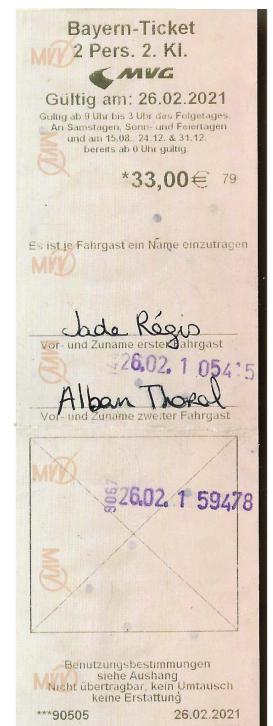 Bayern-Ticket
2 Pers. 2. Kl.
MVG
Gültig am: 26.02.2021
Gültig ab 9 Uhr bis 3 Uhr des Folgetages.
An Samstagen, Sonn- und Feiertagen
und am 15.08., 24.12. & 31.12.
bereits ab 0 Uhr gültig.
*33,00€ 79
Es ist je Fahrgast ein Name einzutragen
MVV
Jade Régis
Vor- und Zuname erster Fahrgast
26.02. 1 05415
Alban Thoral
Vor- und Zuname zweiter Fahrgast
MVV
9067 26.02. 1 59478
MVV
Benutzungsbestimmungen
siehe Aushang
Nicht übertragbar, kein Umtausch
keine Erstattung
***90505 26.02.2021